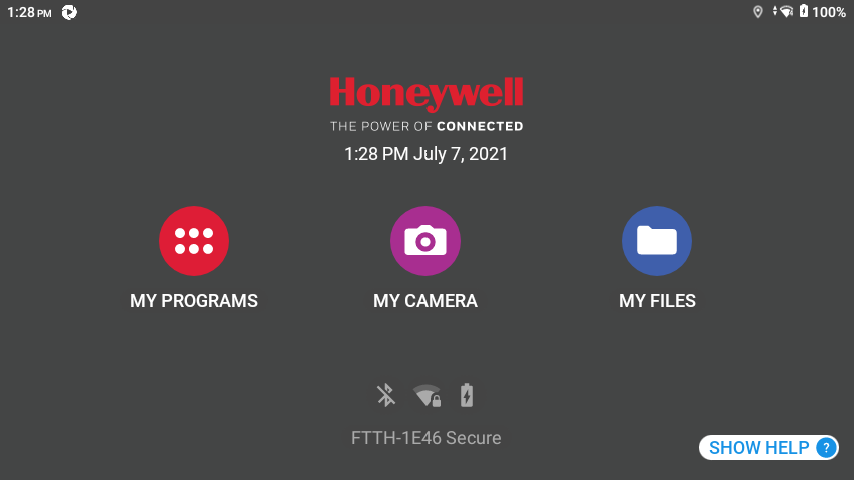 1:28 PM 100%
Honeywell
THE POWER OF CONNECTED
1:28 PM July 7, 2021
MY PROGRAMS MY CAMERA MY FILES
FTTH-1E46 Secure
SHOW HELP ?